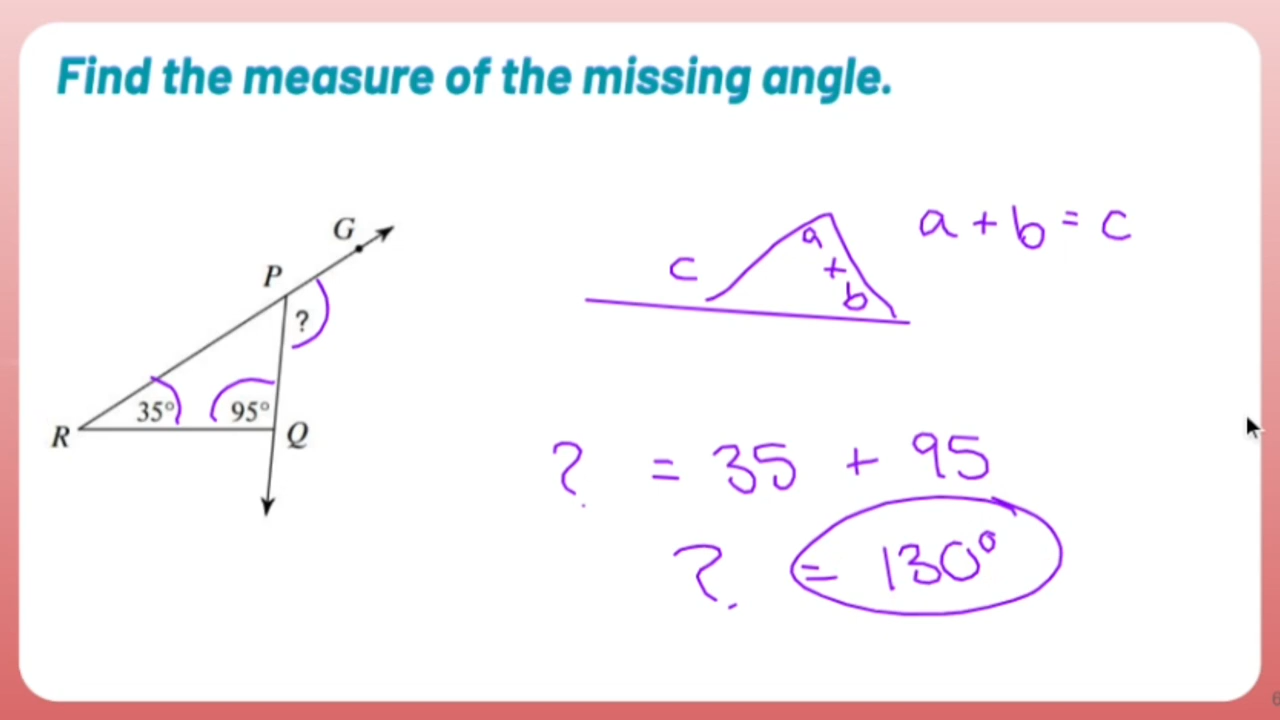 Find the measure of the missing angle.
G
P
?
35°
95°
R
Q
a + b = c
c
a
+
b
? = 35 + 95
? = 130°